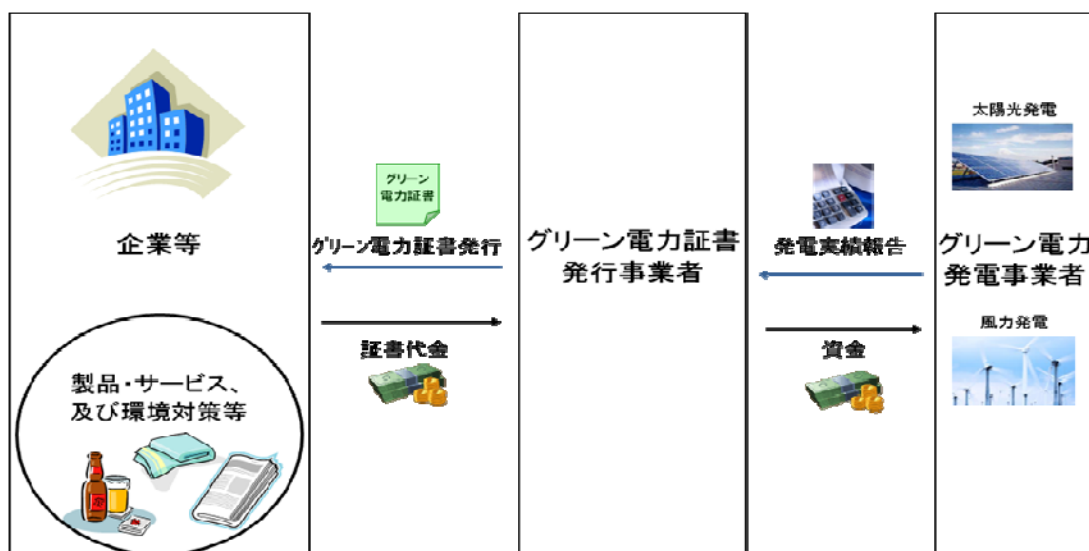 企業等
製品・サービス、
及び環境対策等
グリーン
電力証書
グリーン電力証書発行
証書代金
グリーン電力証書
発行事業者
発電実績報告
資金
太陽光発電
グリーン電力
発電事業者
風力発電